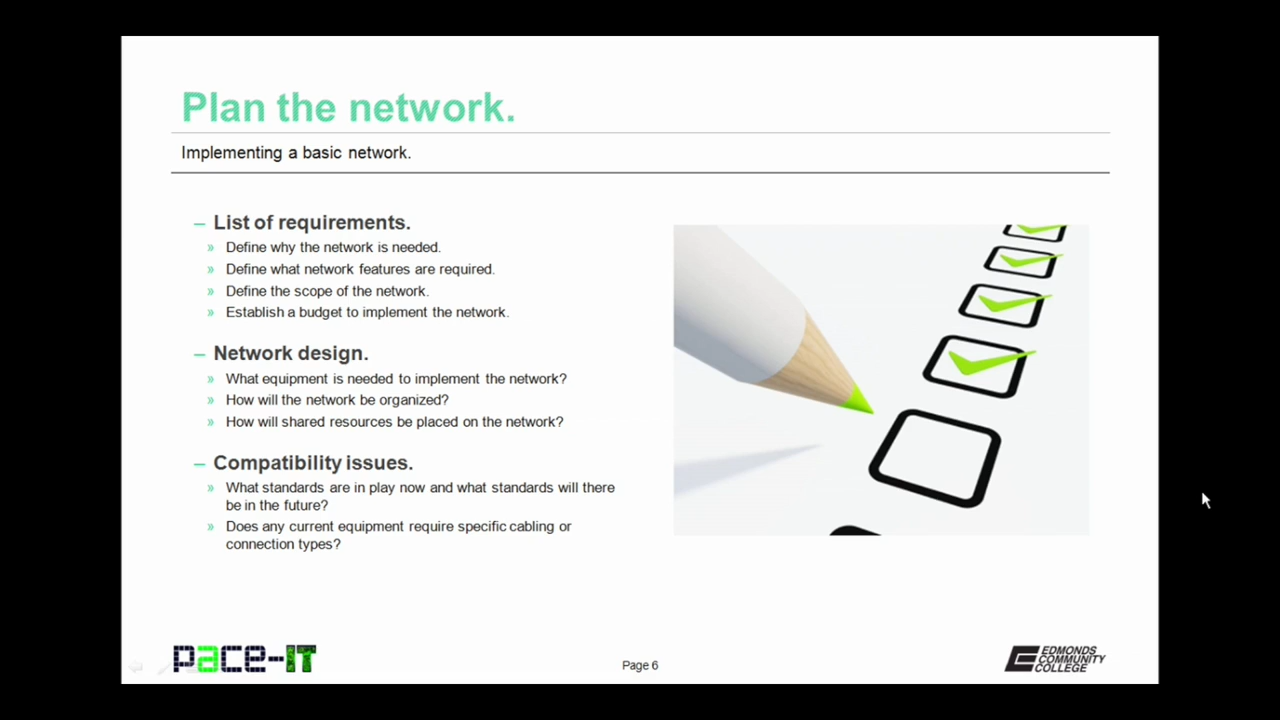 Plan the network.
Implementing a basic network.
– List of requirements.
» Define why the network is needed.
» Define what network features are required.
» Define the scope of the network.
» Establish a budget to implement the network.
– Network design.
» What equipment is needed to implement the network?
» How will the network be organized?
» How will shared resources be placed on the network?
– Compatibility issues.
» What standards are in play now and what standards will there
be in the future?
» Does any current equipment require specific cabling or
connection types?
pace-IT
Page 6
EDMONDS
COMMUNITY
COLLEGE